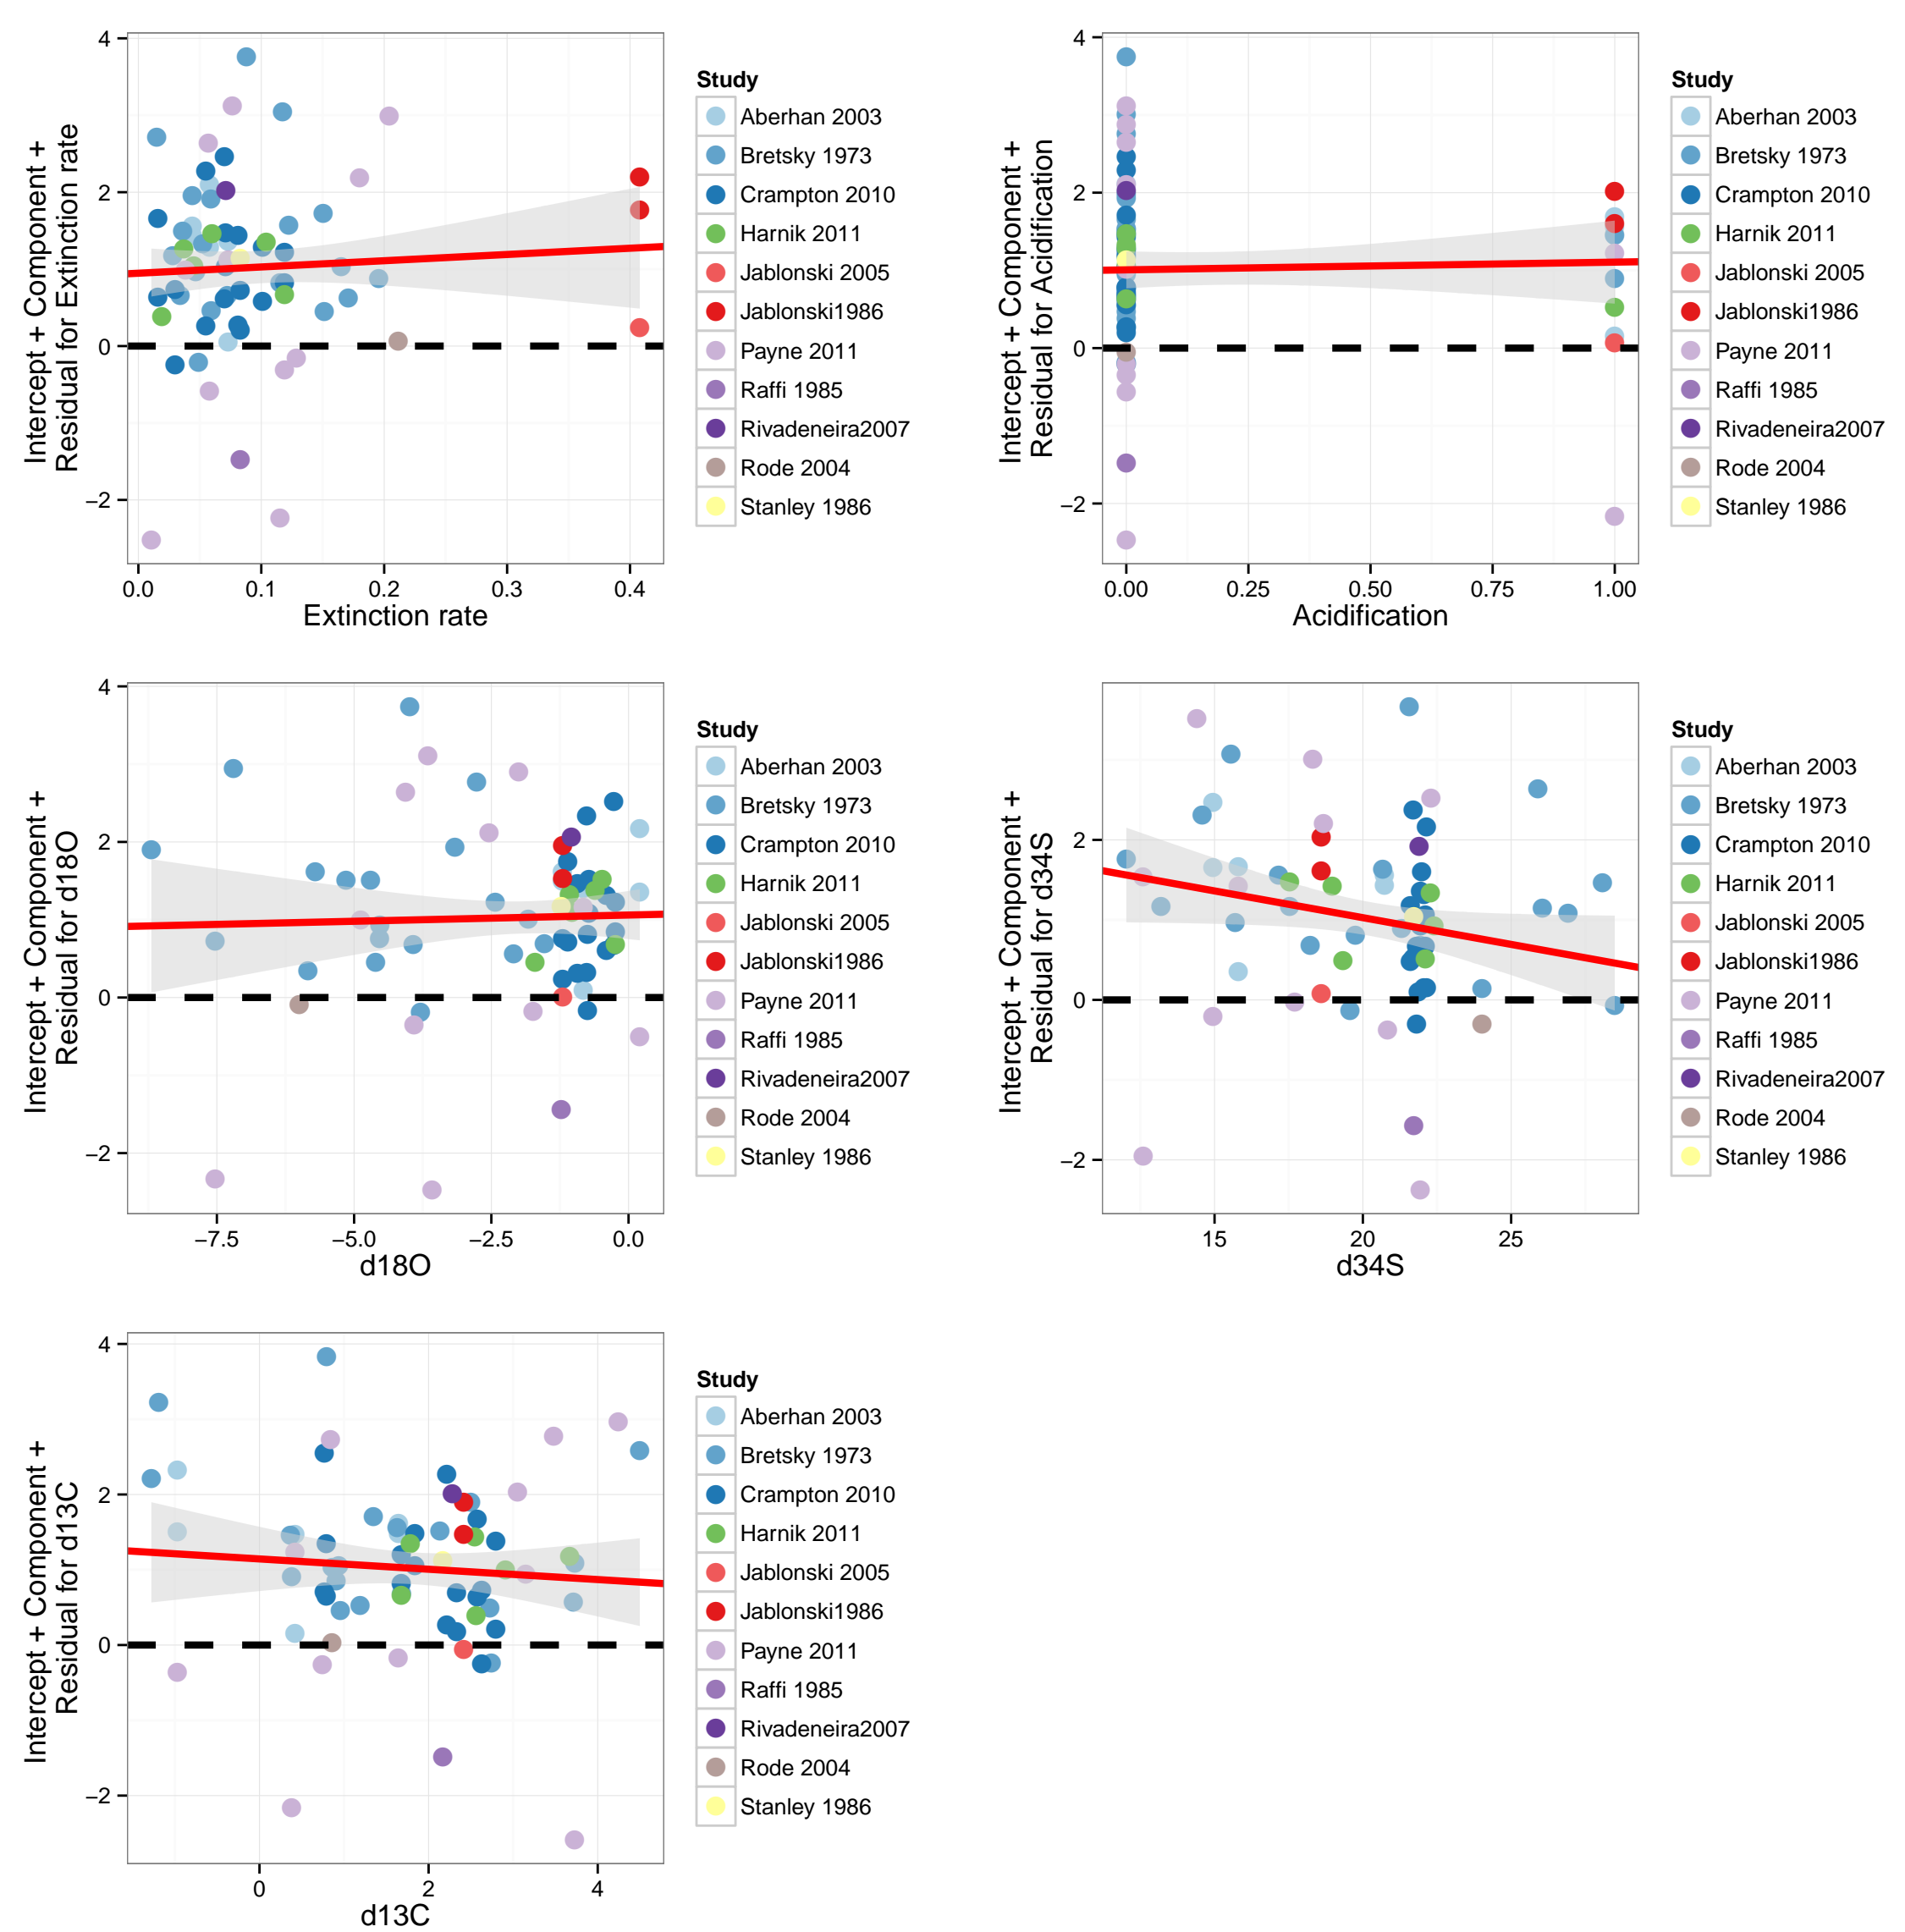 Intercept + Component +
Residual for Extinction rate
4
2
0
−2
0.0
0.1
0.2
0.3
0.4
Extinction rate
Study
Aberhan 2003
Bretsky 1973
Crampton 2010
Harnik 2011
Jablonski 2005
Jablonski1986
Payne 2011
Raffi 1985
Rivadeneira2007
Rode 2004
Stanley 1986
Intercept + Component +
Residual for Acidification
4
2
0
−2
0.00
0.25
0.50
0.75
1.00
Acidification
Study
Aberhan 2003
Bretsky 1973
Crampton 2010
Harnik 2011
Jablonski 2005
Jablonski1986
Payne 2011
Raffi 1985
Rivadeneira2007
Rode 2004
Stanley 1986
Intercept + Component +
Residual for d18O
4
2
0
−2
−7.5
−5.0
−2.5
0.0
d18O
Study
Aberhan 2003
Bretsky 1973
Crampton 2010
Harnik 2011
Jablonski 2005
Jablonski1986
Payne 2011
Raffi 1985
Rivadeneira2007
Rode 2004
Stanley 1986
Intercept + Component +
Residual for d34S
2
0
−2
15
20
25
d34S
Study
Aberhan 2003
Bretsky 1973
Crampton 2010
Harnik 2011
Jablonski 2005
Jablonski1986
Payne 2011
Raffi 1985
Rivadeneira2007
Rode 2004
Stanley 1986
Intercept + Component +
Residual for d13C
4
2
0
−2
0
2
4
d13C
Study
Aberhan 2003
Bretsky 1973
Crampton 2010
Harnik 2011
Jablonski 2005
Jablonski1986
Payne 2011
Raffi 1985
Rivadeneira2007
Rode 2004
Stanley 1986